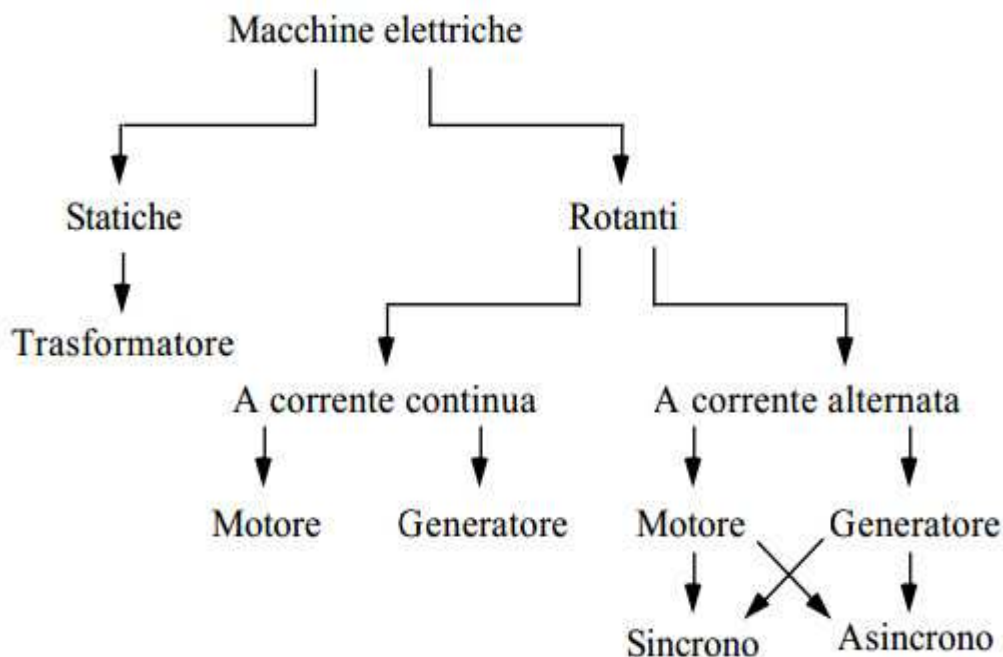 Macchine elettriche
Statiche
Rotanti
Trasformatore
A corrente continua
A corrente alternata
Motore
Generatore
Motore
Generatore
Sincrono
Asincrono